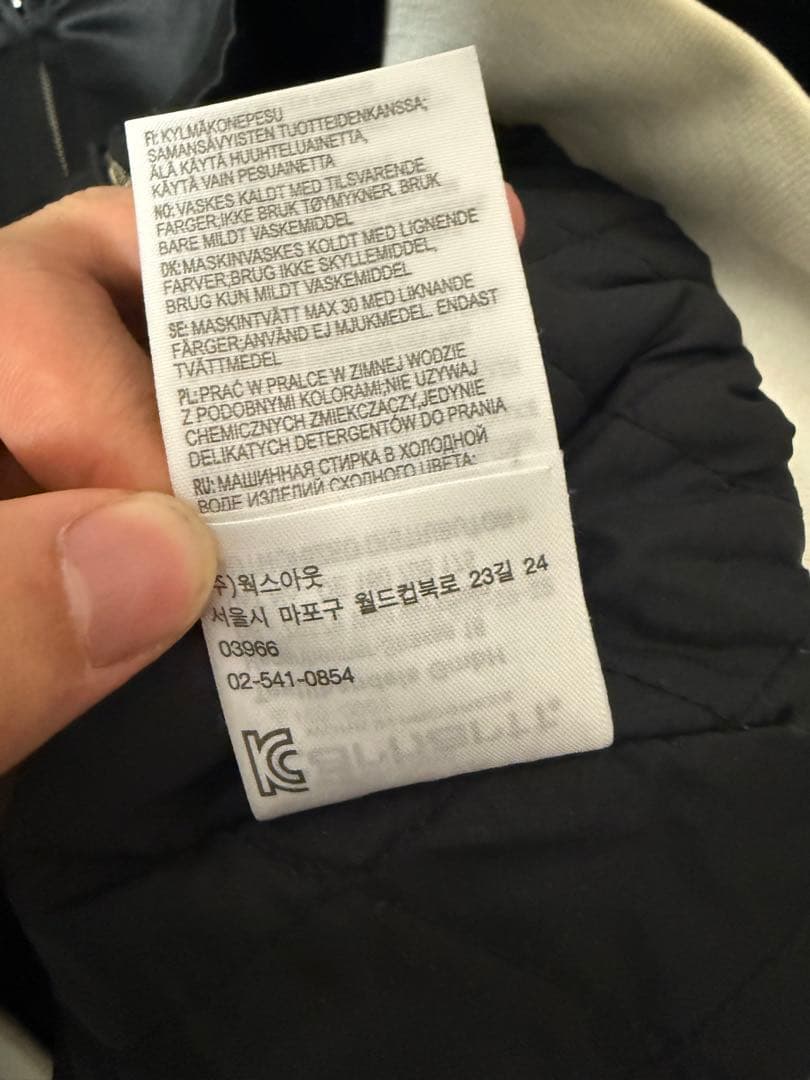 FI: KYLMÄKONEPESU
SAMANSÄVYISTEN TUOTTEIDENKANSSA;
ÄLÄ KÄYTÄ HUUHTELUAINETTA,
KÄYTÄ VAIN PESUAINETTA
NO: VASKES KALDT MED TILSVARENDE
FARGER,IKKE BRUK TØYMYKNER. BRUK
BARE MILDT VASKEMIDDEL
DK:MASKINVASKES KOLDT MED LIGNENDE
FARVER,BRUG IKKE SKYLLEMIDDEL,
BRUG KUN MILDT VASKEMIDDEL
SE: MASKINTVÄTT MAX 30 MED LIKNANDE
FÄRGER:ANVÄND EJ MJUKMEDEL. ENDAST
TVÄTTMEDEL
PL:PRAĆ W PRALCE W ZIMNEJ WODZIE
Z PODOBNYMI KOLORAMI;NIE UZYWAJ
CHEMICZNYCH ZMIEKCZACZY,JEDYNIE
DELIKATYCH DETERGENTÓW DO PRANIA
RU: МАШИННАЯ СТИРКА В ХОЛОДНОЙ
ВОДЕ ИЗДЕЛИЙ СХОДНОГО ЦВЕТА:
주)웍스아웃
서울시 마포구 월드컵북로 23길 24
03966
02-541-0854
KC